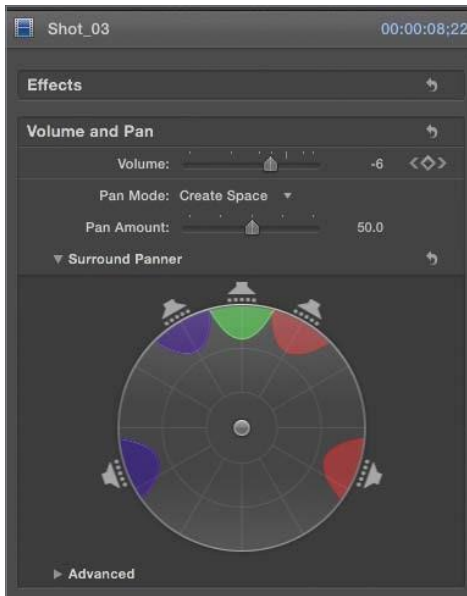 Shot_03 00:00:08;22
Effects
Volume and Pan
Volume: -6
Pan Mode: Create Space
Pan Amount: 50.0
Surround Panner
Advanced